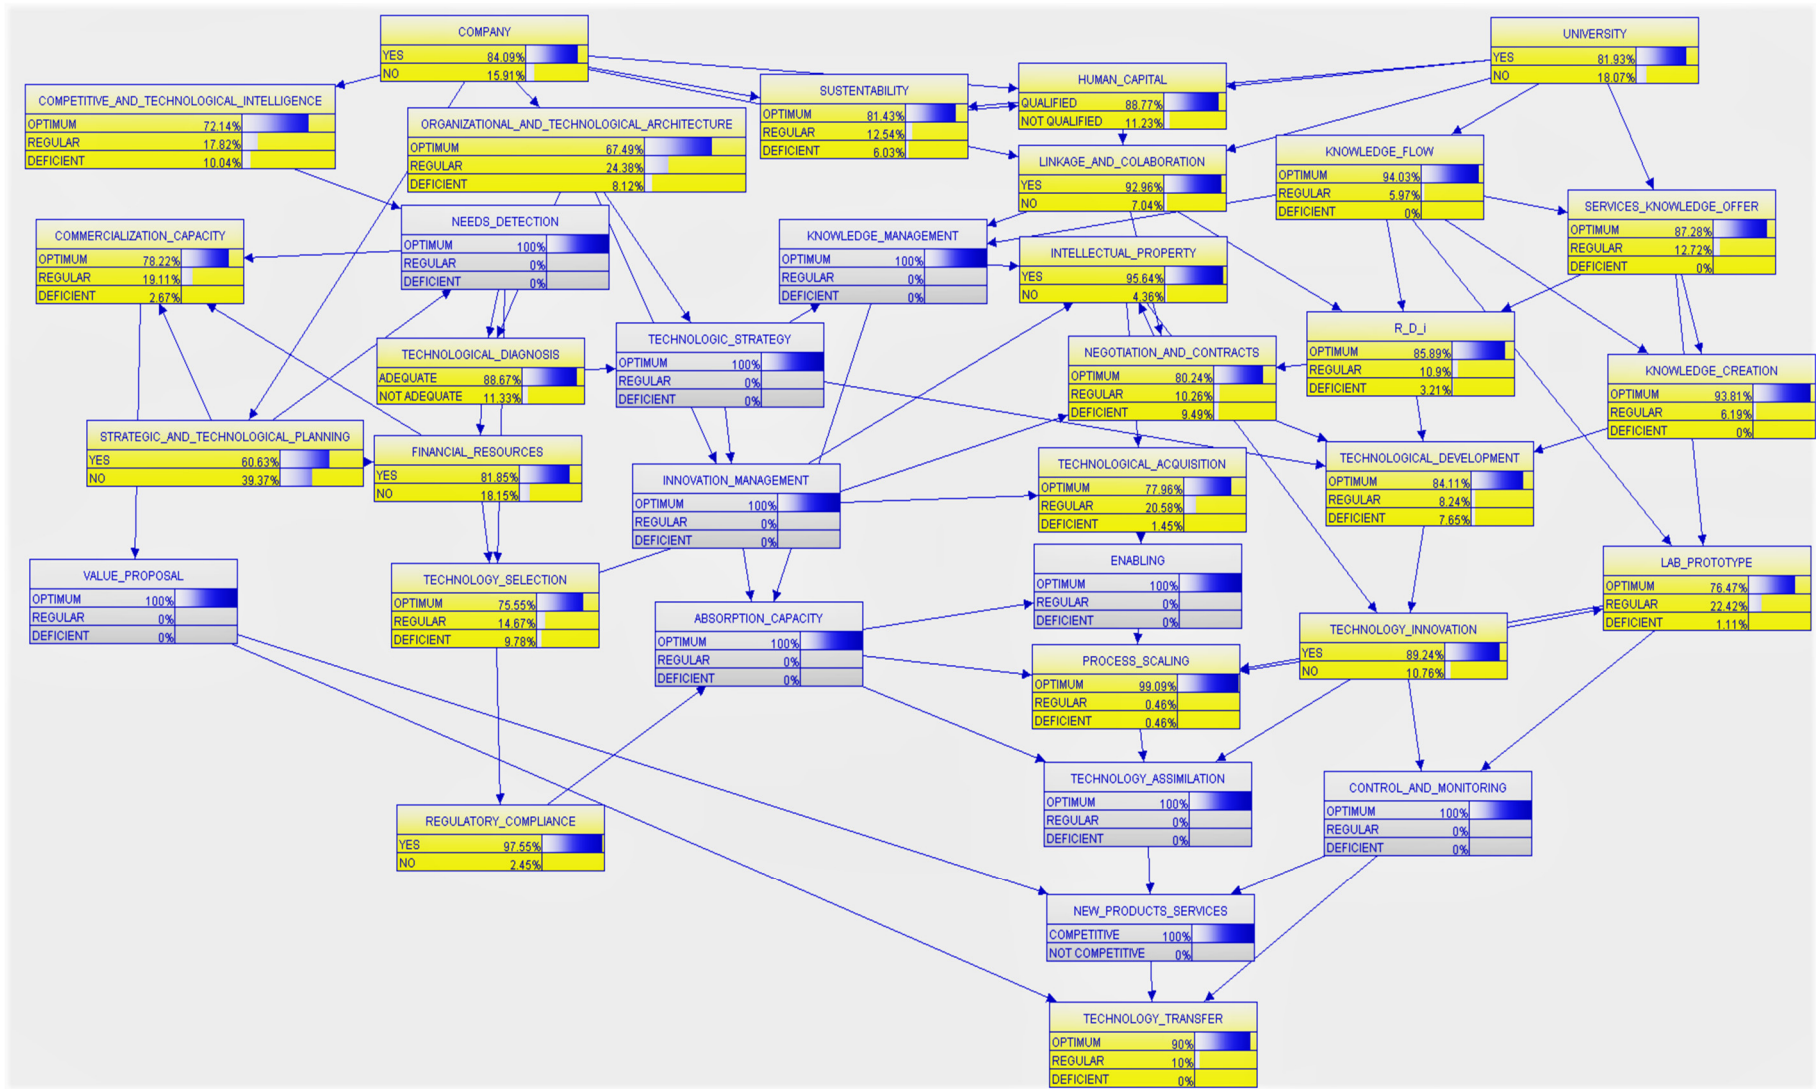 COMPANY
YES 84.09%
NO 15.91%
UNIVERSITY
YES 81.93%
NO 18.07%
COMPETITIVE_AND_TECHNOLOGICAL_INTELLIGENCE
OPTIMUM 72.14%
REGULAR 17.82%
DEFICIENT 10.04%
ORGANIZATIONAL_AND_TECHNOLOGICAL_ARCHITECTURE
OPTIMUM 67.49%
REGULAR 24.38%
DEFICIENT 8.12%
SUSTENTABILITY
OPTIMUM 81.43%
REGULAR 12.54%
DEFICIENT 6.03%
HUMAN_CAPITAL
QUALIFIED 88.77%
NOT QUALIFIED 11.23%
LINKAGE_AND_COLABORATION
YES 92.96%
NO 7.04%
KNOWLEDGE_FLOW
OPTIMUM 94.03%
REGULAR 5.97%
DEFICIENT 0%
SERVICES_KNOWLEDGE_OFFER
OPTIMUM 87.28%
REGULAR 12.72%
DEFICIENT 0%
COMMERCIALIZATION_CAPACITY
OPTIMUM 78.22%
REGULAR 19.11%
DEFICIENT 2.67%
NEEDS_DETECTION
OPTIMUM 100%
REGULAR 0%
DEFICIENT 0%
KNOWLEDGE_MANAGEMENT
OPTIMUM 100%
REGULAR 0%
DEFICIENT 0%
INTELLECTUAL_PROPERTY
YES 95.64%
NO 4.36%
TECHNOLOGICAL_DIAGNOSIS
ADEQUATE 88.67%
NOT ADEQUATE 11.33%
TECHNOLOGIC_STRATEGY
OPTIMUM 100%
REGULAR 0%
DEFICIENT 0%
NEGOTIATION_AND_CONTRACTS
OPTIMUM 80.24%
REGULAR 10.26%
DEFICIENT 9.49%
R_D_i
OPTIMUM 85.89%
REGULAR 10.9%
DEFICIENT 3.21%
KNOWLEDGE_CREATION
OPTIMUM 93.81%
REGULAR 6.19%
DEFICIENT 0%
STRATEGIC_AND_TECHNOLOGICAL_PLANNING
YES 60.63%
NO 39.37%
FINANCIAL_RESOURCES
YES 81.85%
NO 18.15%
INNOVATION_MANAGEMENT
OPTIMUM 100%
REGULAR 0%
DEFICIENT 0%
TECHNOLOGICAL_ACQUISITION
OPTIMUM 77.96%
REGULAR 20.58%
DEFICIENT 1.45%
TECHNOLOGICAL_DEVELOPMENT
OPTIMUM 84.11%
REGULAR 8.24%
DEFICIENT 7.65%
VALUE_PROPOSAL
OPTIMUM 100%
REGULAR 0%
DEFICIENT 0%
TECHNOLOGY_SELECTION
OPTIMUM 75.55%
REGULAR 14.67%
DEFICIENT 9.78%
ABSORPTION_CAPACITY
OPTIMUM 100%
REGULAR 0%
DEFICIENT 0%
ENABLING
OPTIMUM 100%
REGULAR 0%
DEFICIENT 0%
LAB_PROTOTYPE
OPTIMUM 76.47%
REGULAR 22.42%
DEFICIENT 1.11%
PROCESS_SCALING
OPTIMUM 99.09%
REGULAR 0.46%
DEFICIENT 0.46%
TECHNOLOGY_INNOVATION
YES 89.24%
NO 10.76%
REGULATORY_COMPLIANCE
YES 97.55%
NO 2.45%
TECHNOLOGY_ASSIMILATION
OPTIMUM 100%
REGULAR 0%
DEFICIENT 0%
CONTROL_AND_MONITORING
OPTIMUM 100%
REGULAR 0%
DEFICIENT 0%
NEW_PRODUCTS_SERVICES
COMPETITIVE 100%
NOT COMPETITIVE 0%
TECHNOLOGY_TRANSFER
OPTIMUM 90%
REGULAR 10%
DEFICIENT 0%